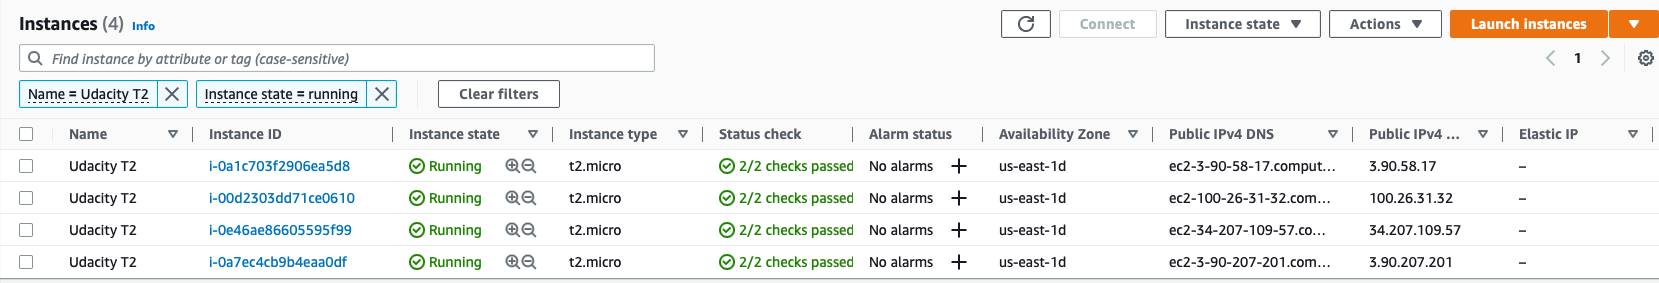 Instances (4) Info Connect Instance state Actions Launch instances
Find instance by attribute or tag (case-sensitive) 1
Name = Udacity T2 Instance state = running Clear filters
Name Instance ID Instance state Instance type Status check Alarm status Availability Zone Public IPv4 DNS Public IPv4 ... Elastic IP
Udacity T2 i-0a1c703f2906ea5d8 Running t2.micro 2/2 checks passed No alarms + us-east-1d ec2-3-90-58-17.comput... 3.90.58.17 –
Udacity T2 i-00d2303dd71ce0610 Running t2.micro 2/2 checks passed No alarms + us-east-1d ec2-100-26-31-32.com... 100.26.31.32 –
Udacity T2 i-0e46ae86605595f99 Running t2.micro 2/2 checks passed No alarms + us-east-1d ec2-34-207-109-57.co... 34.207.109.57 –
Udacity T2 i-0a7ec4cb9b4eaa0df Running t2.micro 2/2 checks passed No alarms + us-east-1d ec2-3-90-207-201.com... 3.90.207.201 –